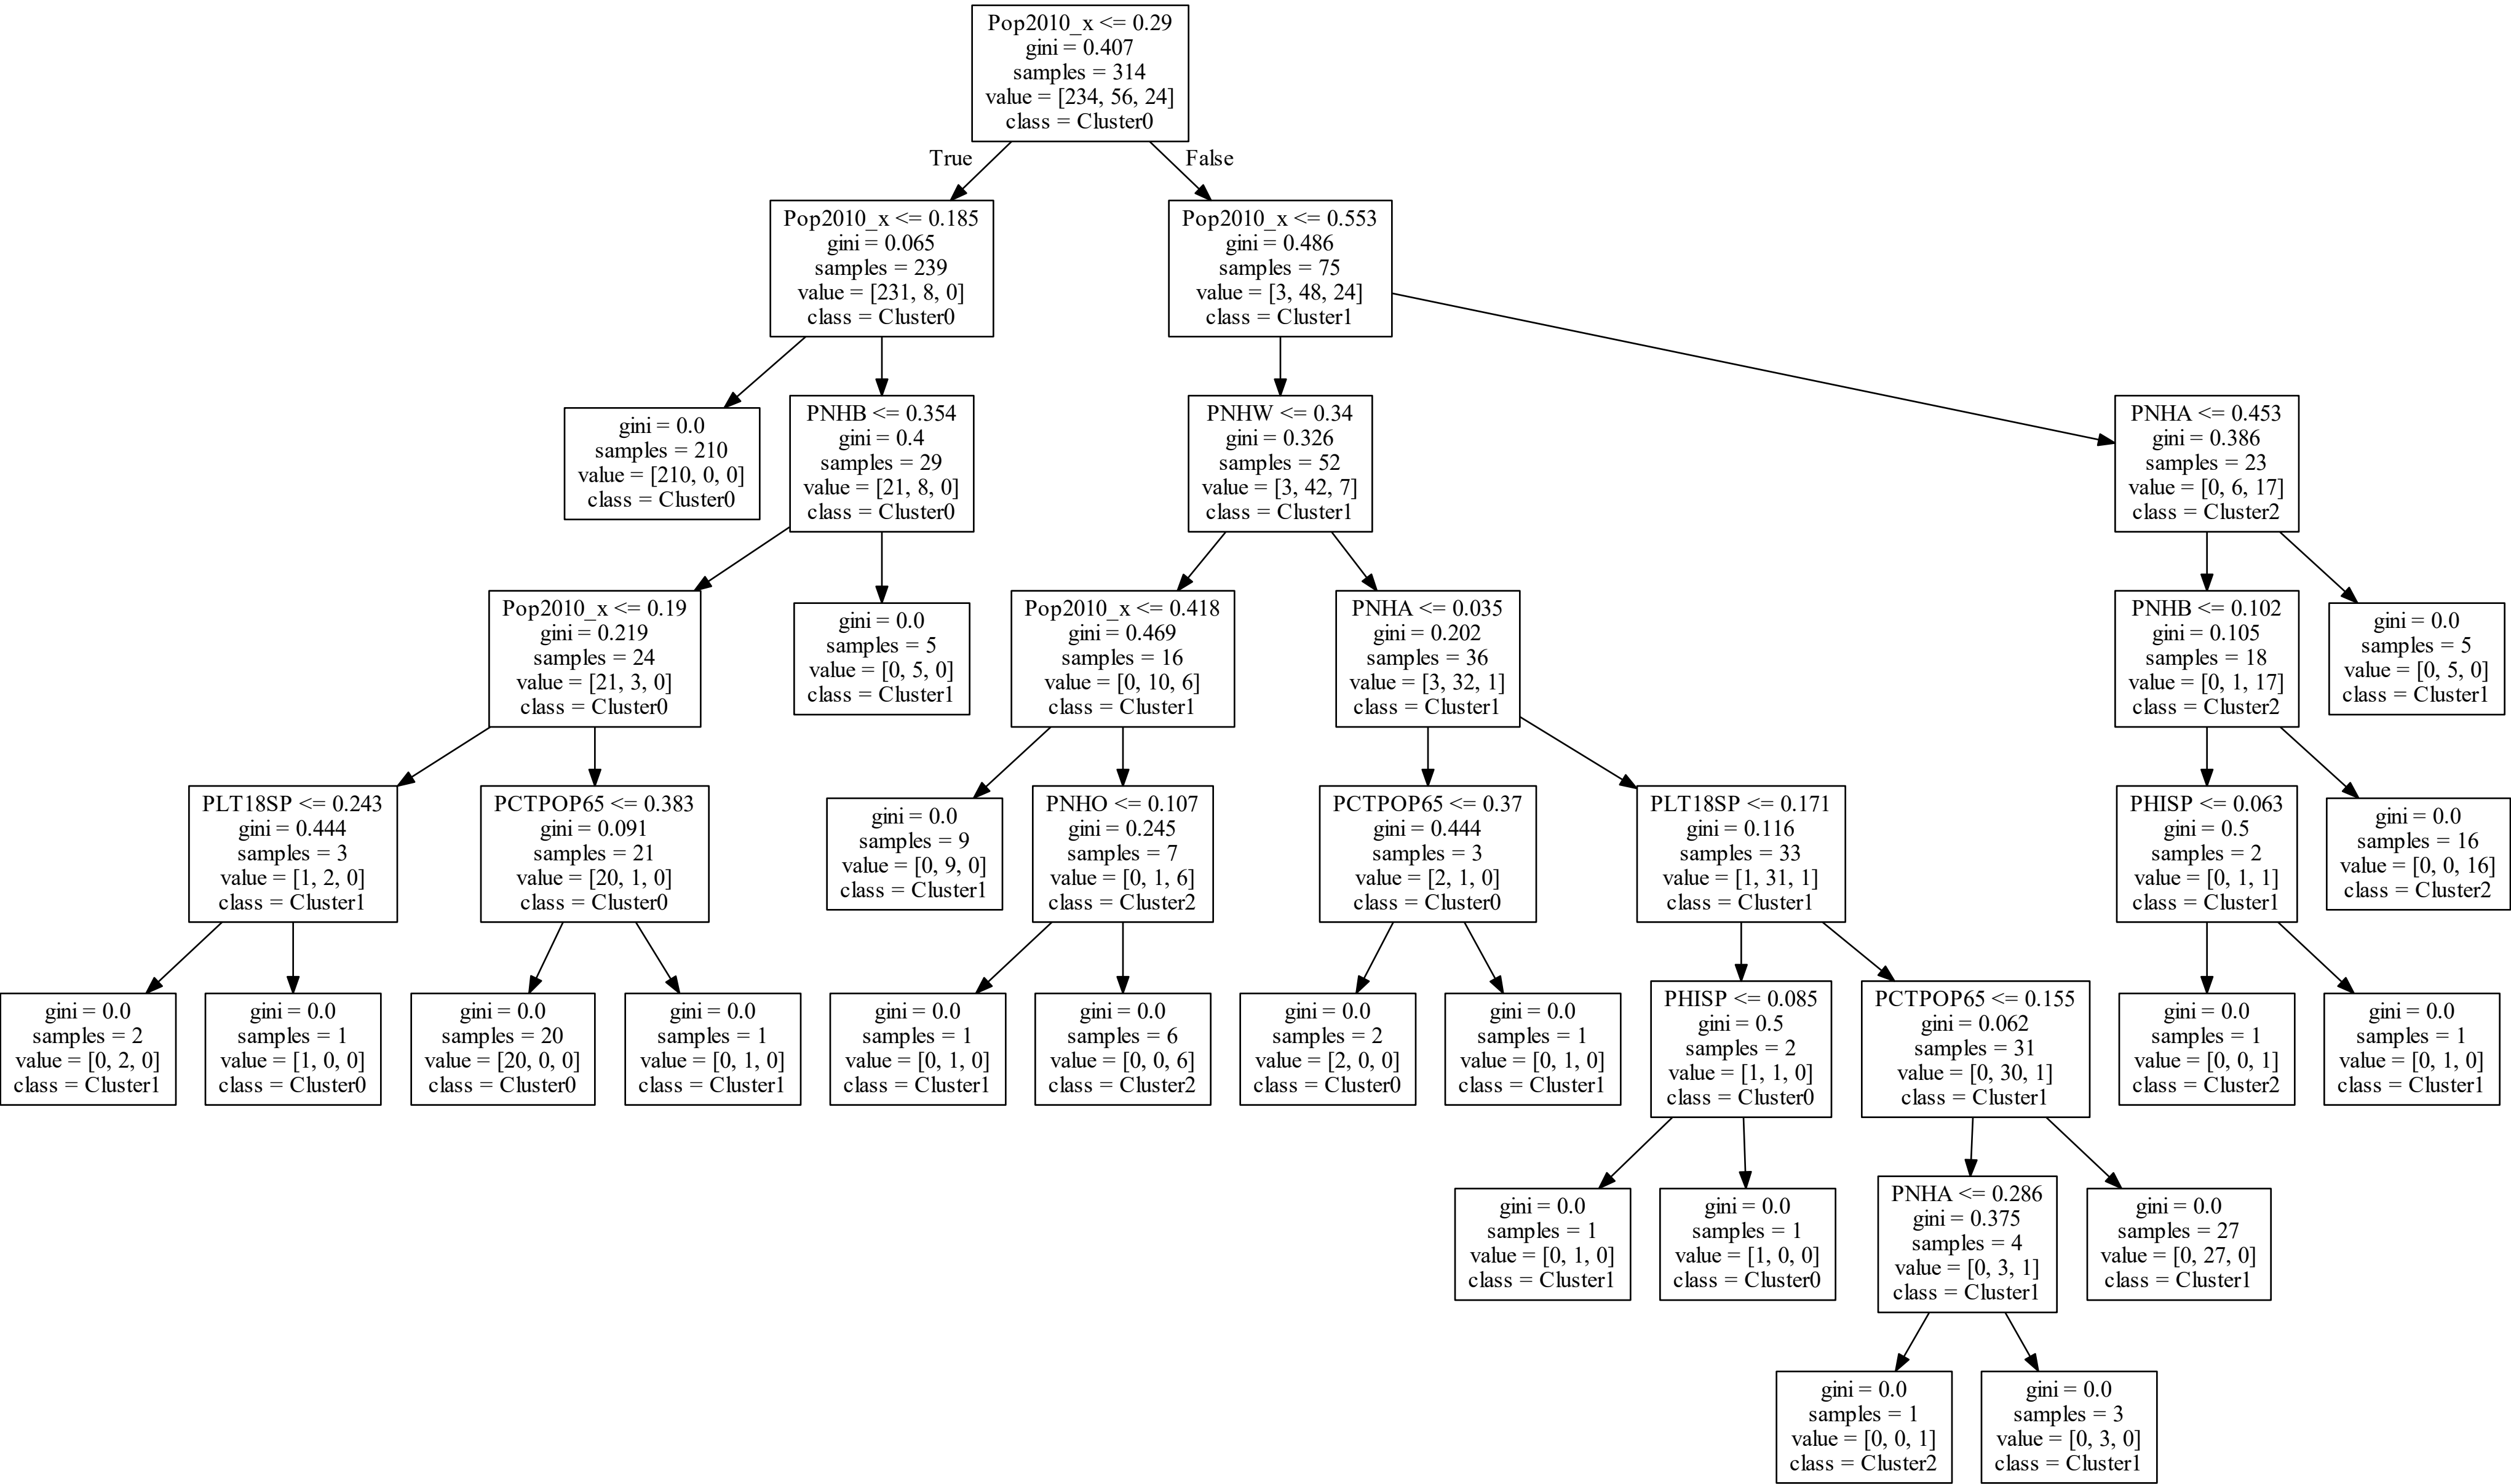 Pop2010_x <= 0.29
gini = 0.407
samples = 314
value = [234, 56, 24]
class = Cluster0
True
False
Pop2010_x <= 0.185
gini = 0.065
samples = 239
value = [231, 8, 0]
class = Cluster0
Pop2010_x <= 0.553
gini = 0.486
samples = 75
value = [3, 48, 24]
class = Cluster1
gini = 0.0
samples = 210
value = [210, 0, 0]
class = Cluster0
PNHB <= 0.354
gini = 0.4
samples = 29
value = [21, 8, 0]
class = Cluster0
PNHW <= 0.34
gini = 0.326
samples = 52
value = [3, 42, 7]
class = Cluster1
PNHA <= 0.453
gini = 0.386
samples = 23
value = [0, 6, 17]
class = Cluster2
Pop2010_x <= 0.19
gini = 0.219
samples = 24
value = [21, 3, 0]
class = Cluster0
gini = 0.0
samples = 5
value = [0, 5, 0]
class = Cluster1
Pop2010_x <= 0.418
gini = 0.469
samples = 16
value = [0, 10, 6]
class = Cluster1
PNHA <= 0.035
gini = 0.202
samples = 36
value = [3, 32, 1]
class = Cluster1
PNHB <= 0.102
gini = 0.105
samples = 18
value = [0, 1, 17]
class = Cluster2
gini = 0.0
samples = 5
value = [0, 5, 0]
class = Cluster1
PLT18SP <= 0.243
gini = 0.444
samples = 3
value = [1, 2, 0]
class = Cluster1
PCTPOP65 <= 0.383
gini = 0.091
samples = 21
value = [20, 1, 0]
class = Cluster0
gini = 0.0
samples = 9
value = [0, 9, 0]
class = Cluster1
PNHO <= 0.107
gini = 0.245
samples = 7
value = [0, 1, 6]
class = Cluster2
PCTPOP65 <= 0.37
gini = 0.444
samples = 3
value = [2, 1, 0]
class = Cluster0
PLT18SP <= 0.171
gini = 0.116
samples = 33
value = [1, 31, 1]
class = Cluster1
PHISP <= 0.063
gini = 0.5
samples = 2
value = [0, 1, 1]
class = Cluster1
gini = 0.0
samples = 16
value = [0, 0, 16]
class = Cluster2
gini = 0.0
samples = 2
value = [0, 2, 0]
class = Cluster1
gini = 0.0
samples = 1
value = [1, 0, 0]
class = Cluster0
gini = 0.0
samples = 20
value = [20, 0, 0]
class = Cluster0
gini = 0.0
samples = 1
value = [0, 1, 0]
class = Cluster1
gini = 0.0
samples = 1
value = [0, 1, 0]
class = Cluster1
gini = 0.0
samples = 6
value = [0, 0, 6]
class = Cluster2
gini = 0.0
samples = 2
value = [2, 0, 0]
class = Cluster0
gini = 0.0
samples = 1
value = [0, 1, 0]
class = Cluster1
PHISP <= 0.085
gini = 0.5
samples = 2
value = [1, 1, 0]
class = Cluster0
PCTPOP65 <= 0.155
gini = 0.062
samples = 31
value = [0, 30, 1]
class = Cluster1
gini = 0.0
samples = 1
value = [0, 0, 1]
class = Cluster2
gini = 0.0
samples = 1
value = [0, 1, 0]
class = Cluster1
gini = 0.0
samples = 1
value = [0, 1, 0]
class = Cluster1
gini = 0.0
samples = 1
value = [1, 0, 0]
class = Cluster0
PNHA <= 0.286
gini = 0.375
samples = 4
value = [0, 3, 1]
class = Cluster1
gini = 0.0
samples = 27
value = [0, 27, 0]
class = Cluster1
gini = 0.0
samples = 1
value = [0, 0, 1]
class = Cluster2
gini = 0.0
samples = 3
value = [0, 3, 0]
class = Cluster1